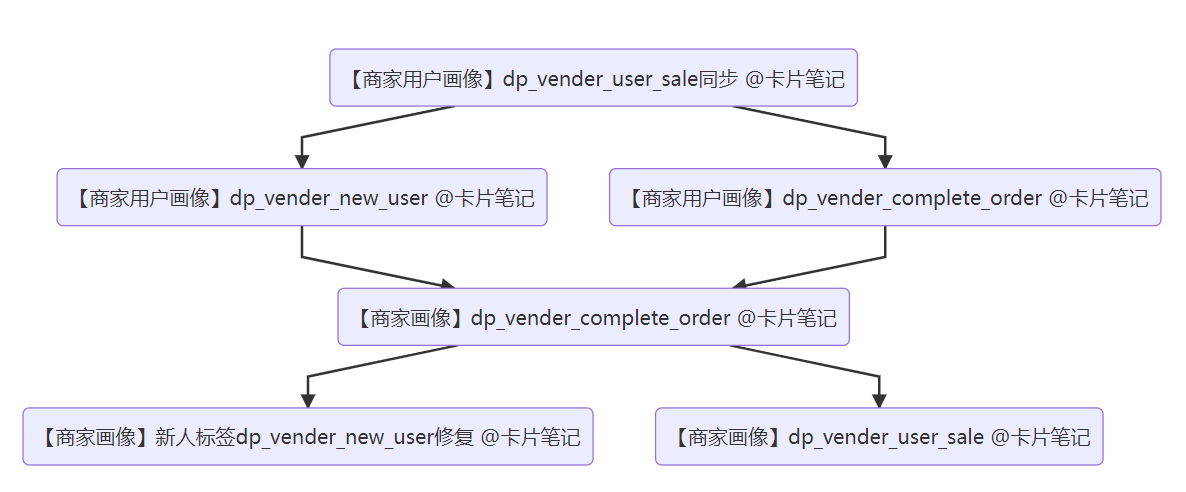 【商家用户画像】dp_vender_user_sale同步 @卡片笔记
【商家用户画像】dp_vender_new_user @卡片笔记
【商家用户画像】dp_vender_complete_order @卡片笔记
【商家画像】dp_vender_complete_order @卡片笔记
【商家画像】新人标签dp_vender_new_user修复 @卡片笔记
【商家画像】dp_vender_user_sale @卡片笔记